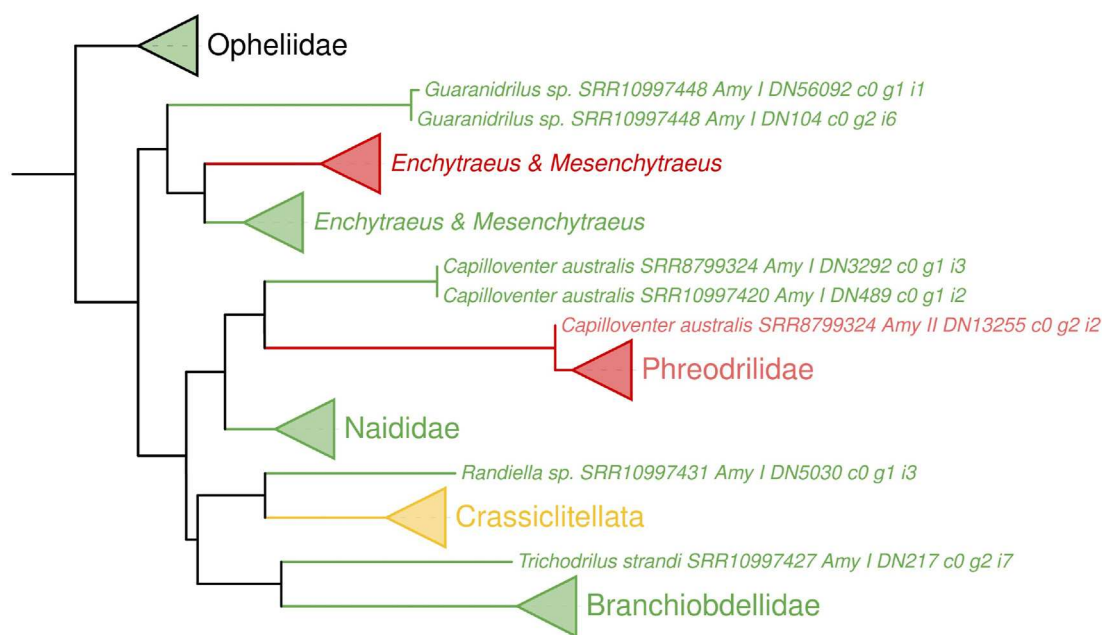 Opheliidae
Guaranidrilus sp. SRR10997448 Amy I DN56092 c0 g1 i1
Guaranidrilus sp. SRR10997448 Amy I DN104 c0 g2 i6
Enchytraeus & Mesenchytraeus
Enchytraeus & Mesenchytraeus
Capilloventer australis SRR8799324 Amy I DN3292 c0 g1 i3
Capilloventer australis SRR10997420 Amy I DN489 c0 g1 i2
Capilloventer australis SRR8799324 Amy II DN13255 c0 g2 i2
Phreodrilidae
Naididae
Randiella sp. SRR10997431 Amy I DN5030 c0 g1 i3
Crassiclitellata
Trichodrilus strandi SRR10997427 Amy I DN217 c0 g2 i7
Branchiobdellidae